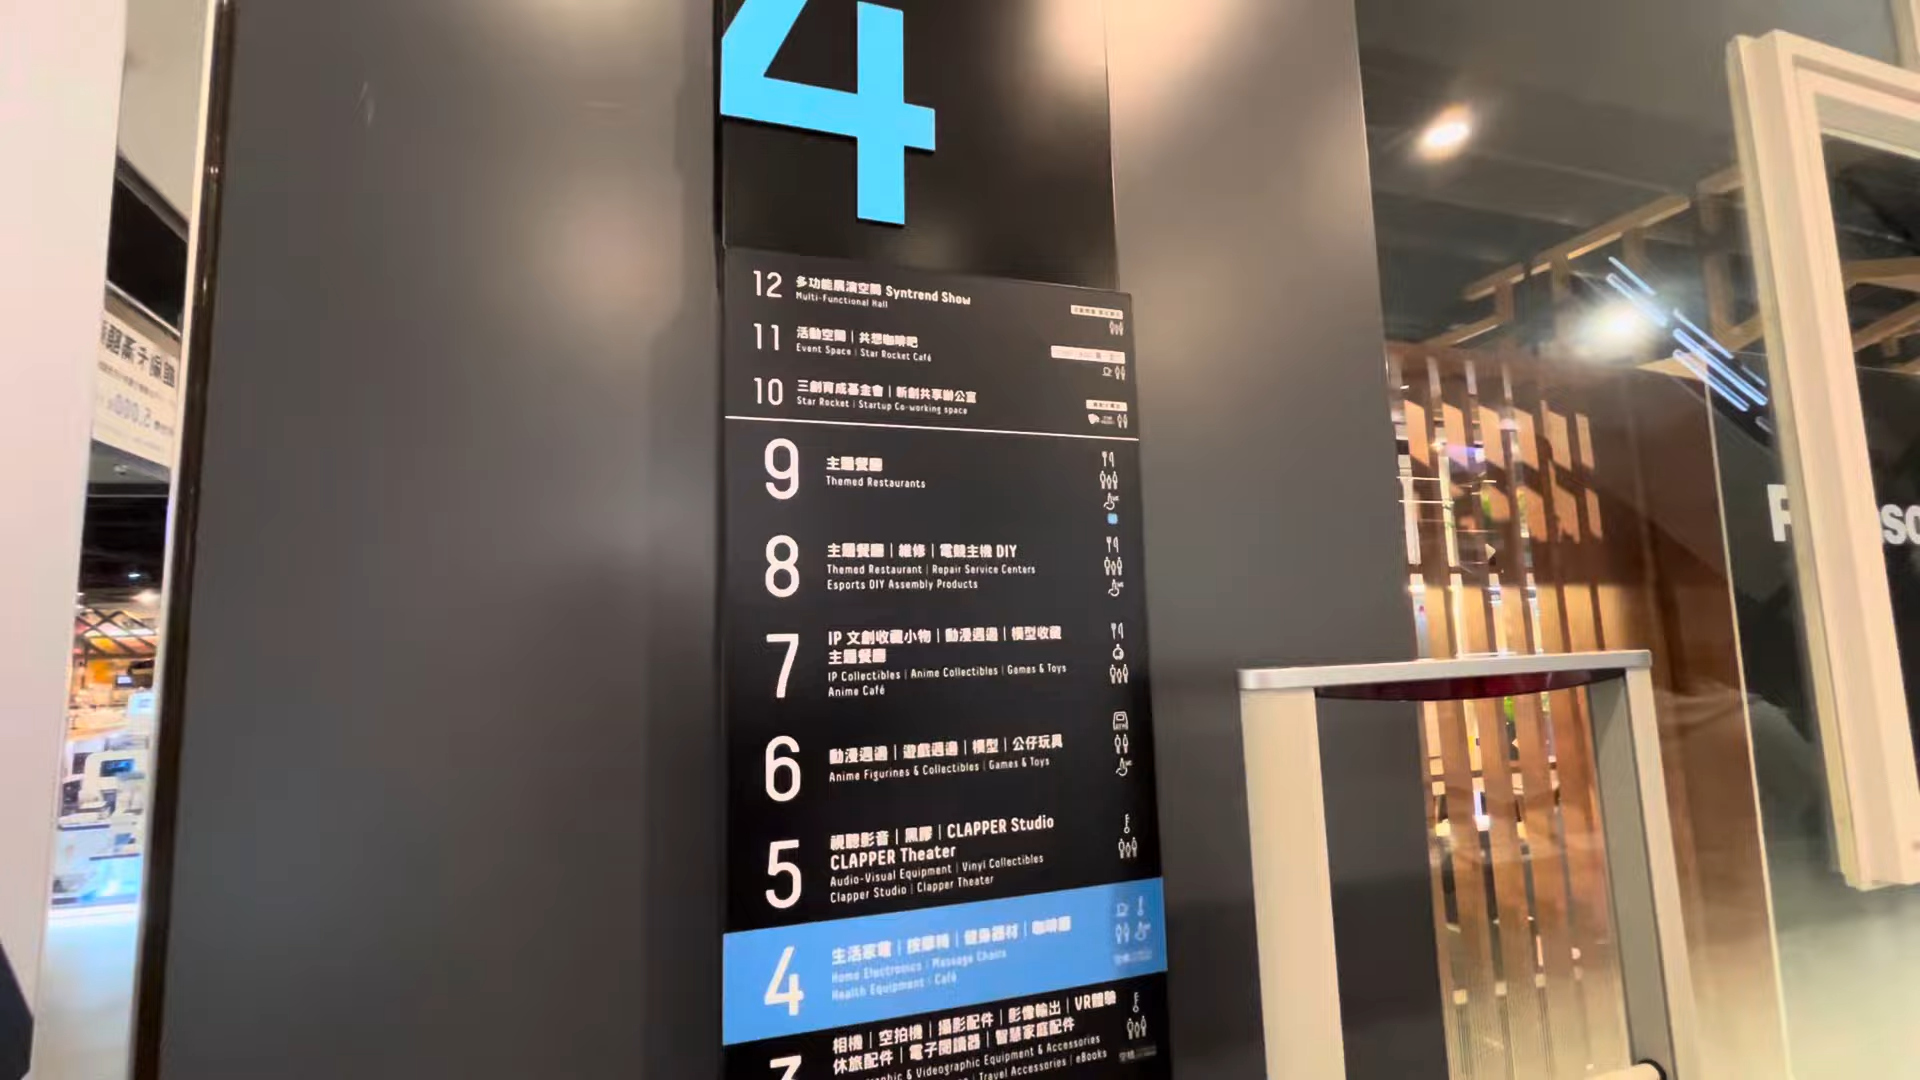 4
12 多功能展演空間 Syntrend Show
Multi-Functional Hall
11 活動空間｜共想咖啡吧
Event Space | Star Rocket Café
10 三創育成基金會｜新創共享辦公室
Star Rocket | Startup Co-working space
9 主題餐廳
Themed Restaurants
8 主題餐廳｜維修｜電競主機 DIY
Themed Restaurant | Repair Service Centers
Esports DIY Assembly Products
7 IP 文創收藏小物｜動漫週邊｜模型收藏
主題餐廳
IP Collectibles | Anime Collectibles | Games & Toys
Anime Café
6 動漫週邊｜遊戲週邊｜模型｜公仔玩具
Anime Figurines & Collectibles | Games & Toys
ATM
5 視聽影音｜黑膠｜CLAPPER Studio
CLAPPER Theater
Audio-Visual Equipment | Vinyl Collectibles
Clapper Studio | Clapper Theater
4 生活家電｜按摩椅｜健身器材｜咖啡廳
Home Electronics | Massage Chairs
Health Equipment | Café
3 相機｜空拍機｜攝影配件｜影像輸出｜VR體驗
休旅配件｜電子閱讀器｜智慧家庭配件
& Videographic Equipment & Accessories
Travel Accessories | eBooks
5,000